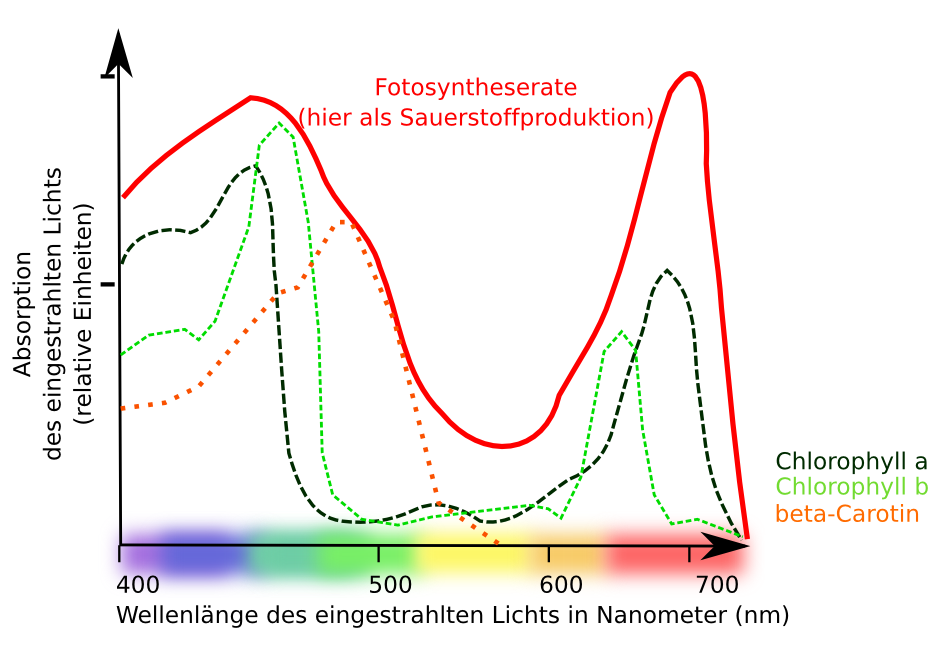 Fotosyntheserate
(hier als Sauerstoffproduktion)
Absorption
des eingestrahlten Lichts
(relative Einheiten)
Chlorophyll a
Chlorophyll b
beta-Carotin
400 500 600 700
Wellenlänge des eingestrahlten Lichts in Nanometer (nm)